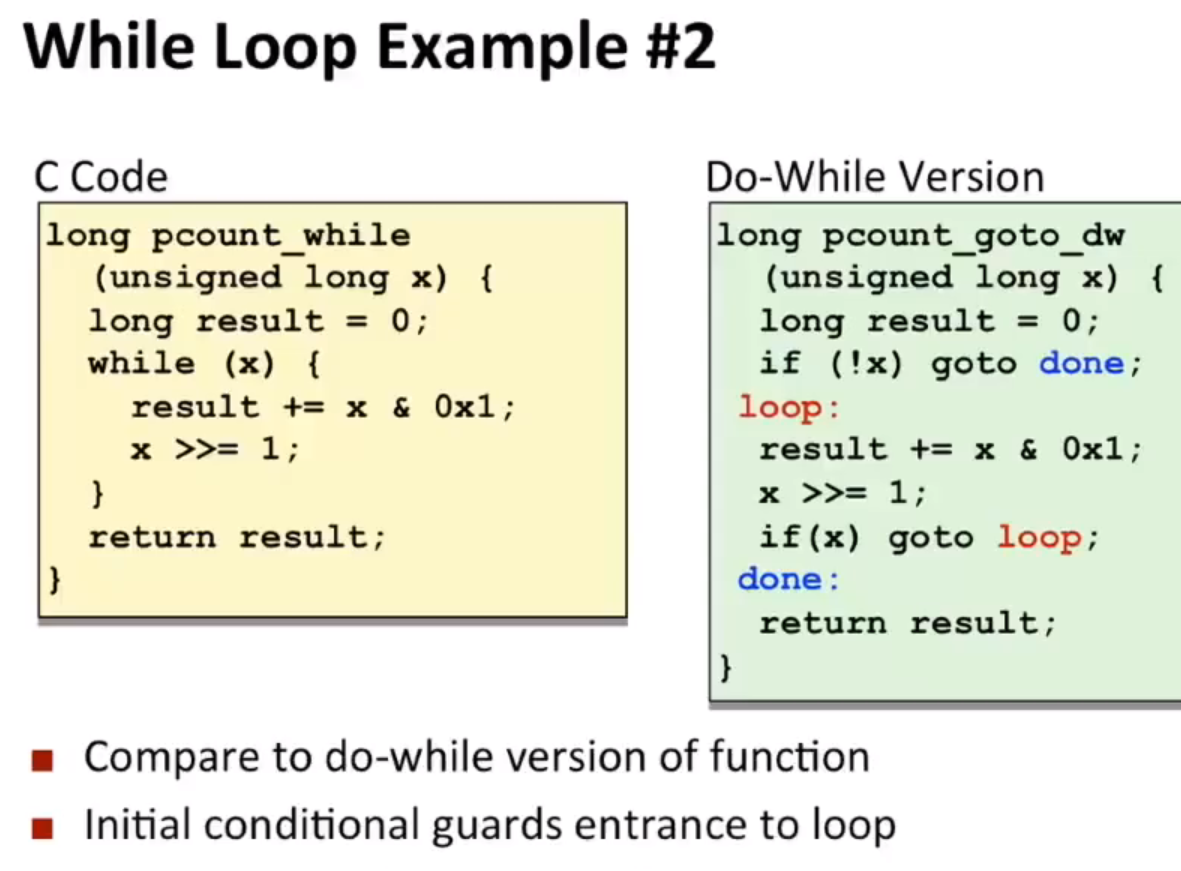 While Loop Example #2
C Code
long pcount_while
(unsigned long x) {
long result = 0;
while (x) {
result += x & 0x1;
x >>= 1;
}
return result;
}
Do-While Version
long pcount_goto_dw
(unsigned long x) {
long result = 0;
if (!x) goto done;
loop:
result += x & 0x1;
x >>= 1;
if(x) goto loop;
done:
return result;
}
■ Compare to do-while version of function
■ Initial conditional guards entrance to loop